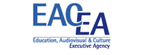 EACEA
Education, Audiovisual & Culture
Executive Agency